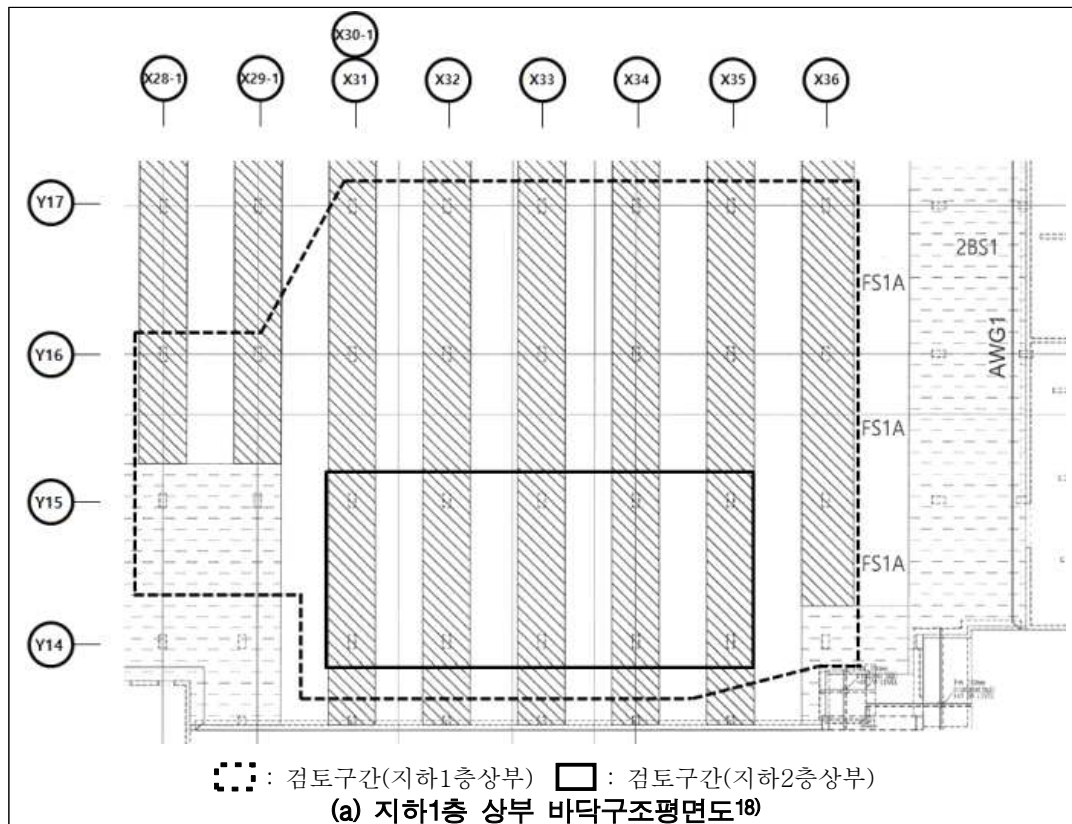 X30-1
X28-1 X29-1 X31 X32 X33 X34 X35 X36
Y17
2BS1
FS1A
AWG1
Y16
FS1A
Y15
FS1A
Y14
: 검토구간(지하1층상부) : 검토구간(지하2층상부)
(a) 지하1층 상부 바닥구조평면도18)